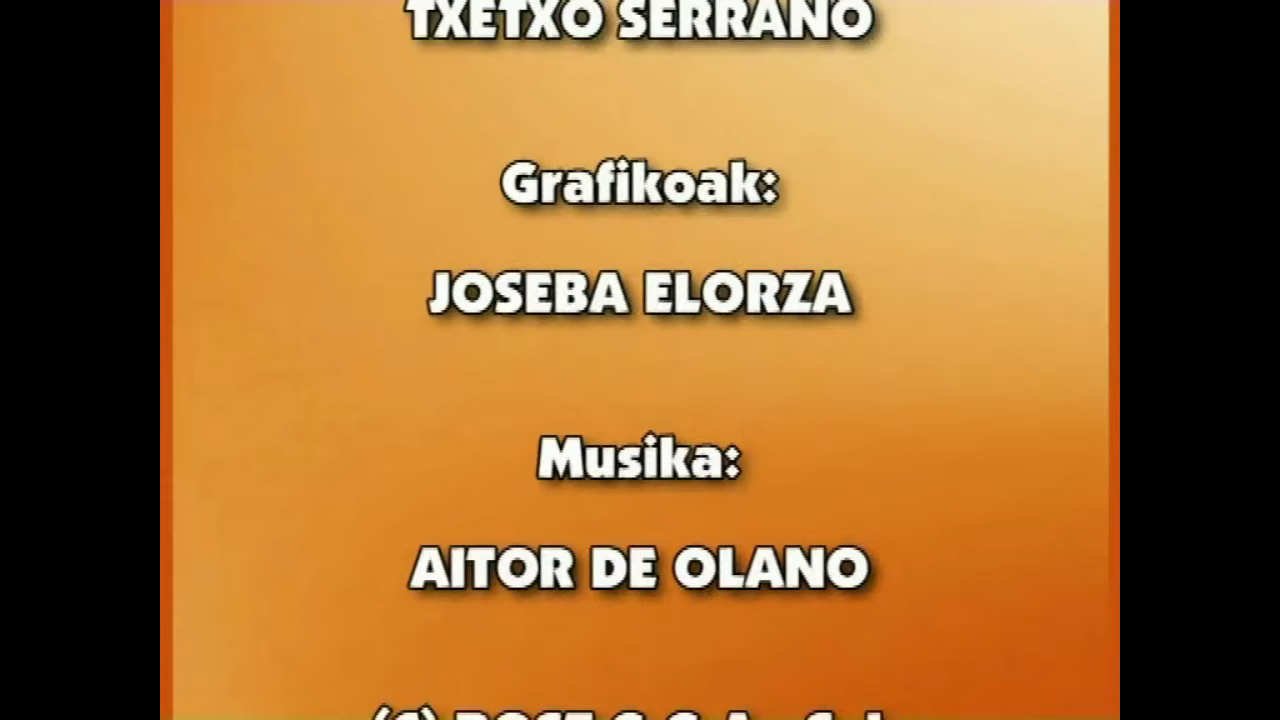 TXETXO SERRANO
Grafikoak:
JOSEBA ELORZA
Musika:
AITOR DE OLANO
(C)